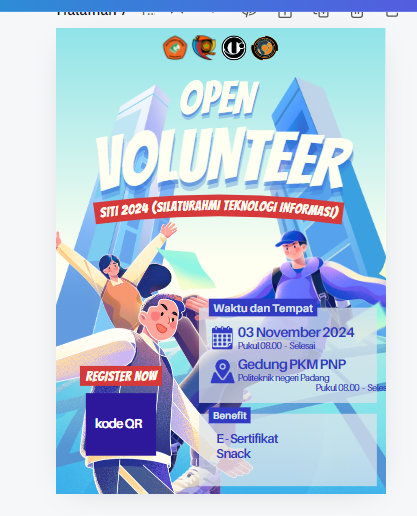 OPEN
VOLUNTEER
SITI 2024 (SILATURAHMI TEKNOLOGI INFORMASI)
Waktu dan Tempat
03 November 2024
Pukul 08.00 - Selesai
Gedung PKM PNP
Politeknik negeri Padang
Pukul 08.00 - Seles
REGISTER NOW
kode QR
Benefit
E-Sertifikat
Snack